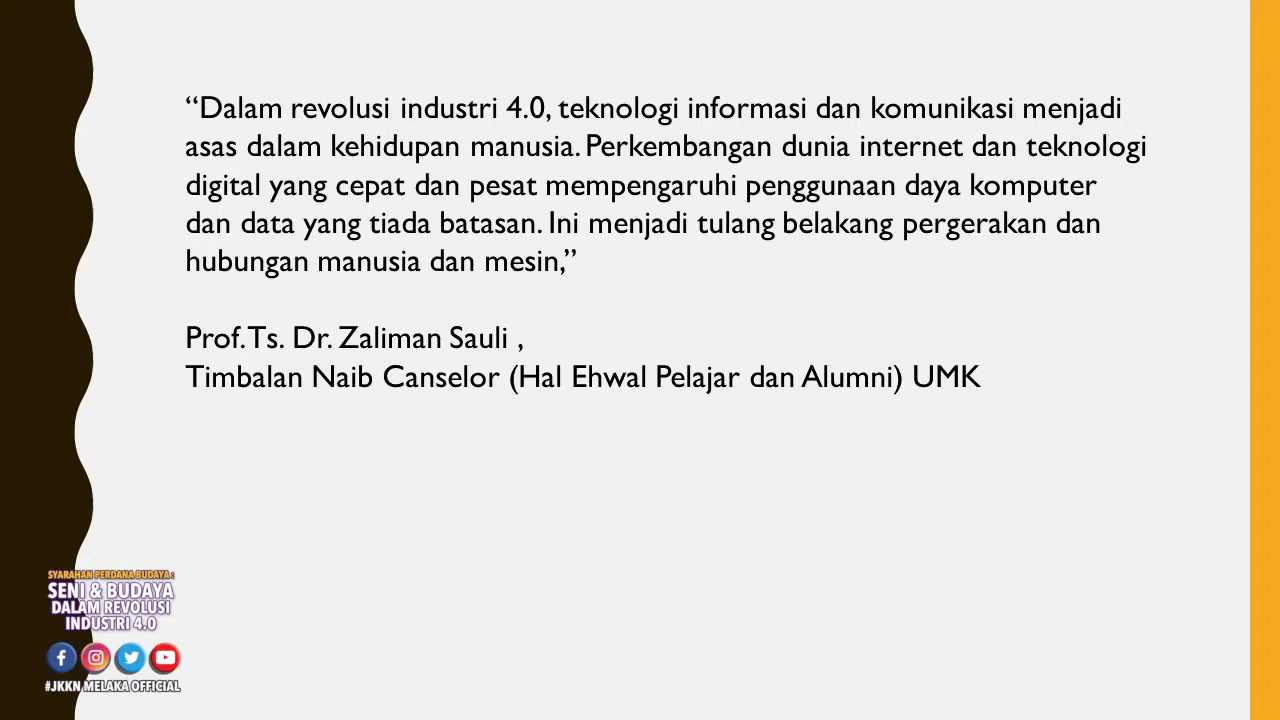 “Dalam revolusi industri 4.0, teknologi informasi dan komunikasi menjadi
asas dalam kehidupan manusia. Perkembangan dunia internet dan teknologi
digital yang cepat dan pesat mempengaruhi penggunaan daya komputer
dan data yang tiada batasan. Ini menjadi tulang belakang pergerakan dan
hubungan manusia dan mesin,”
Prof. Ts. Dr. Zaliman Sauli ,
Timbalan Naib Canselor (Hal Ehwal Pelajar dan Alumni) UMK
SYARAHAN PERDANA BUDAYA :
SENI & BUDAYA
DALAM REVOLUSI
INDUSTRI 4.0
#JKKN MELAKA OFFICIAL